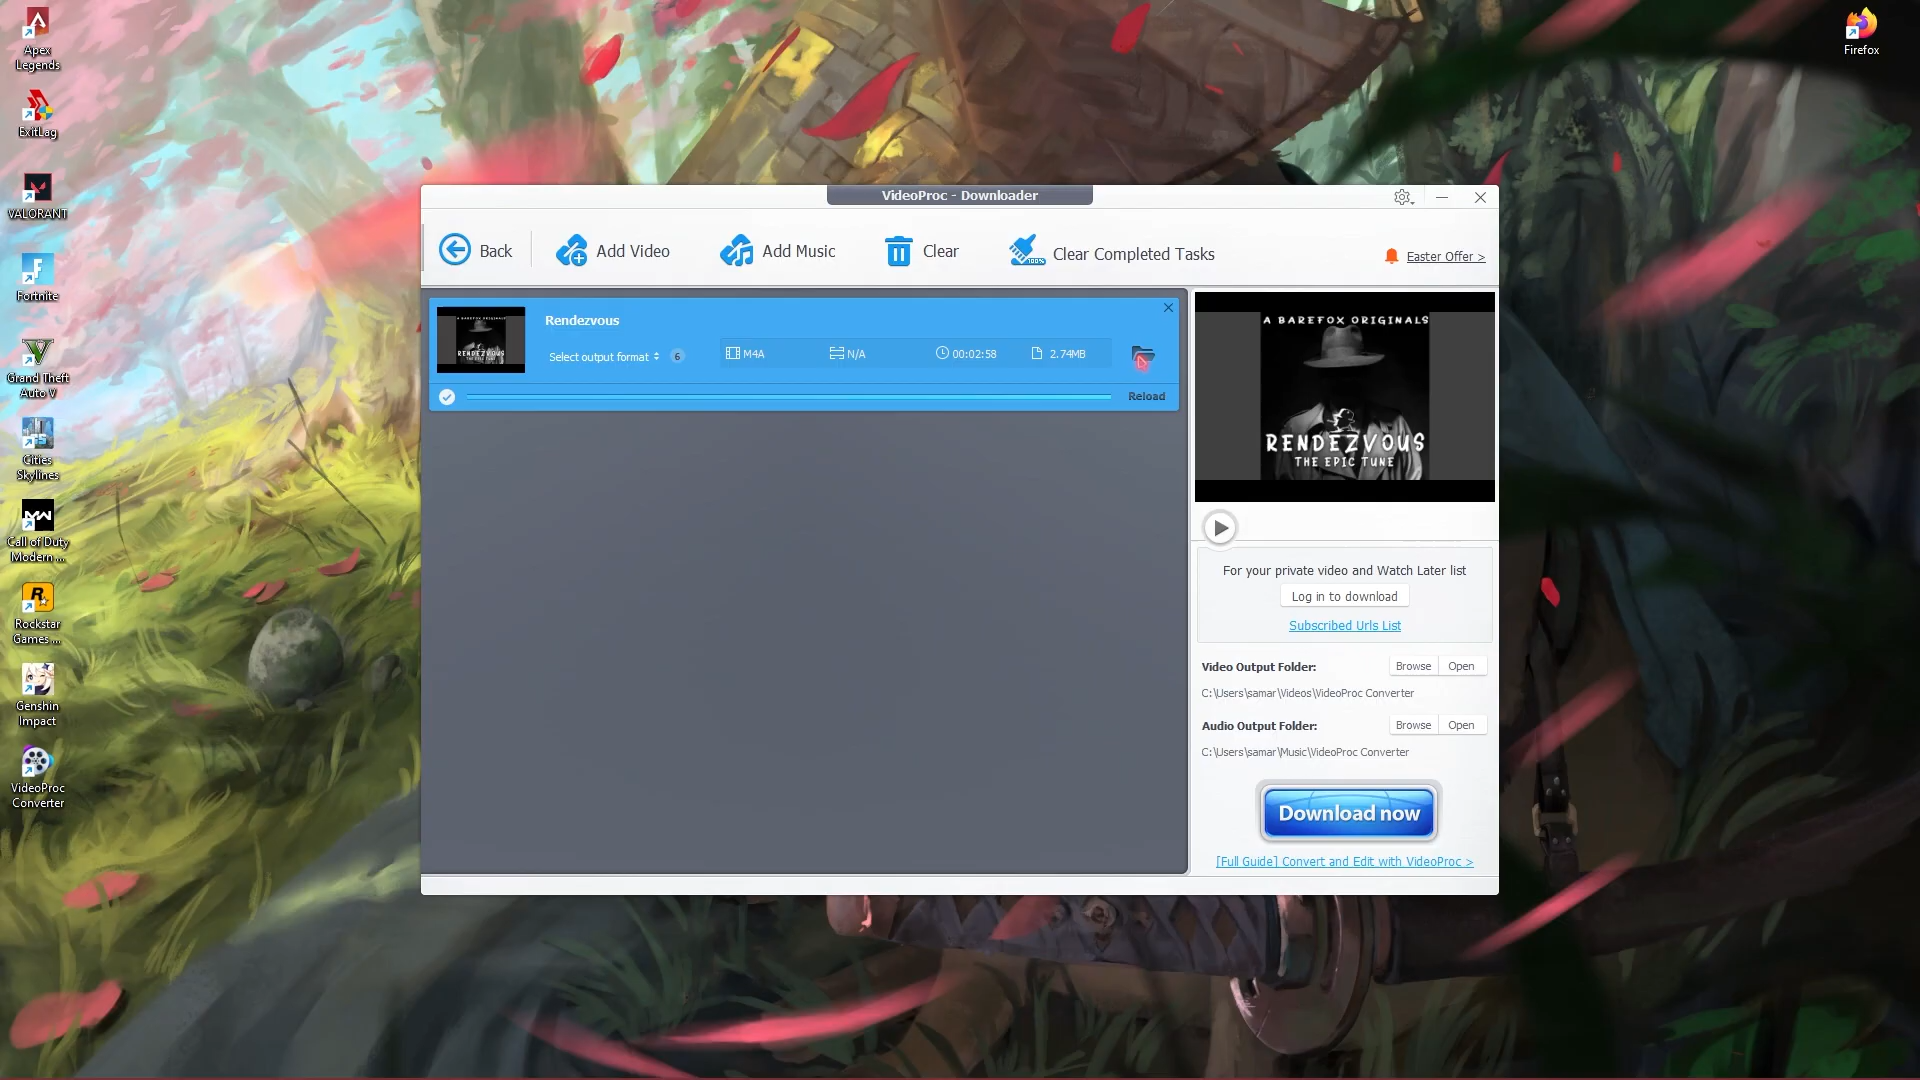 Apex
Legends
ExitLag
VALORANT
Fortnite
Grand Theft
Auto V
Cities
Skylines
Call of Duty
Modern ...
Rockstar
Games ...
Genshin
Impact
VideoProc
Converter
Firefox
VideoProc - Downloader
Back
Add Video
Add Music
Clear
100%
Clear Completed Tasks
Easter Offer >
Rendezvous
Select output format
6
M4A
N/A
00:02:58
2.74MB
Reload
A BAREFOX ORIGINALS
RENDEZVOUS
THE EPIC TUNE
For your private video and Watch Later list
Log in to download
Subscribed Urls List
Video Output Folder:
Browse
Open
C:\Users\samar\Videos\VideoProc Converter
Audio Output Folder:
Browse
Open
C:\Users\samar\Music\VideoProc Converter
Download now
[Full Guide] Convert and Edit with VideoProc >